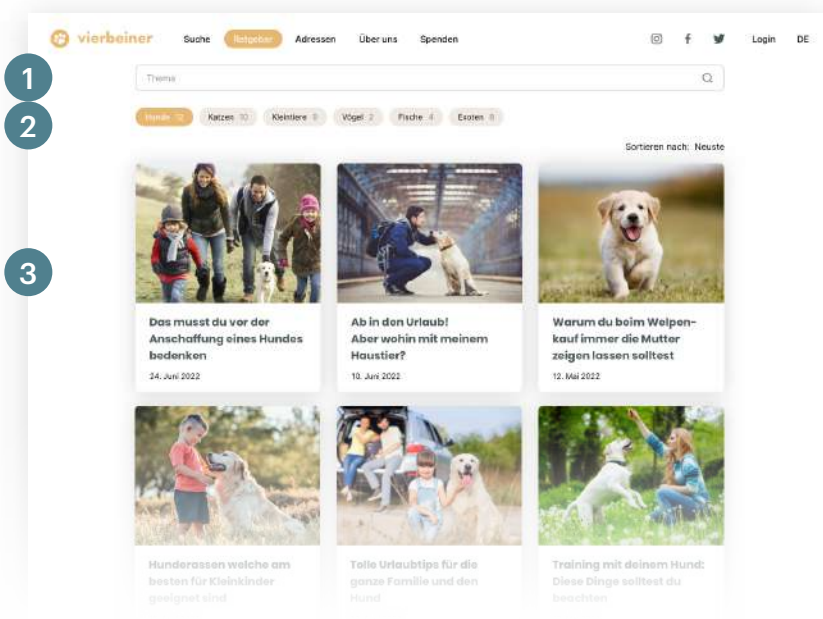 vierbeiner
Suche
Ratgeber
Adressen
Über uns
Spenden
Login
DE
1
Thema
2
Hunde 12
Katzen 10
Kleintiere 9
Vögel 2
Fische 4
Exoten 8
Sortieren nach: Neuste
3
Das musst du vor der
Anschaffung eines Hundes
bedenken
24. Juni 2022
Ab in den Urlaub!
Aber wohin mit meinem
Haustier?
10. Juni 2022
Warum du beim Welpen-
kauf immer die Mutter
zeigen lassen solltest
12. Mai 2022
Hunderassen welche am
besten für Kleinkinder
geeignet sind
Tolle Urlaubtips für die
ganze Familie und den
Hund
Training mit deinem Hund:
Diese Dinge solltest du
beachten